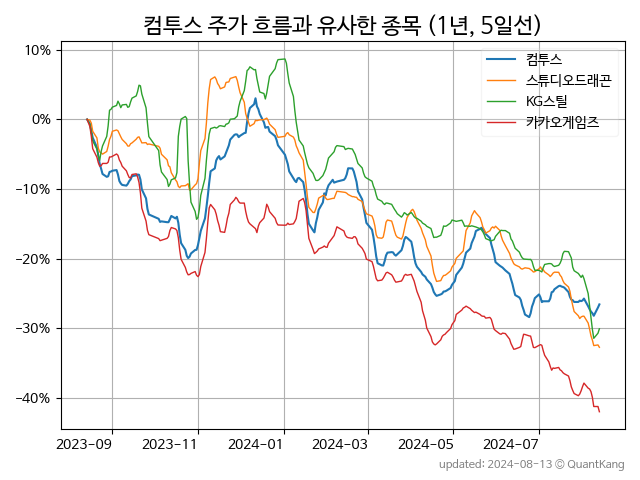 컴투스 주가 흐름과 유사한 종목 (1년, 5일선)
컴투스
스튜디오드래곤
KG스틸
카카오게임즈
10%
0%
−10%
−20%
−30%
−40%
2023-09
2023-11
2024-01
2024-03
2024-05
2024-07
updated: 2024-08-13 © QuantKang